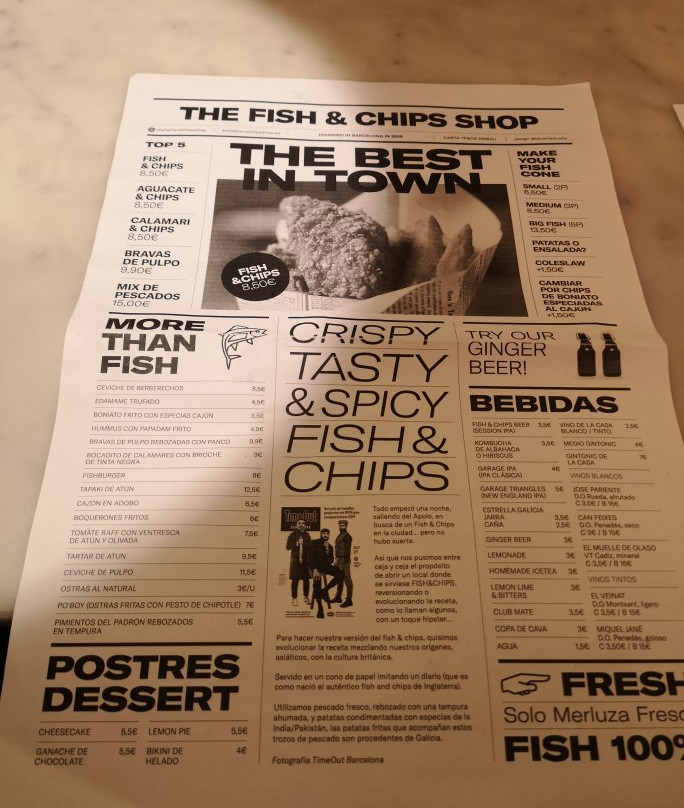 THE FISH & CHIPS SHOP
FOUNDED IN BARCELONA IN 2016
TOP 5
FISH
& CHIPS
8,50€
AGUACATE
& CHIPS
8,50€
CALAMARI
& CHIPS
8,50€
BRAVAS
DE PULPO
9,90€
MIX DE
PESCADOS
15,00€
THE BEST
IN TOWN
FISH
&CHIPS
8,50€
MAKE
YOUR
FISH
CONE
SMALL (2P)
6,50€
MEDIUM (3P)
8,50€
BIG FISH (5P)
13,50€
PATATAS O
ENSALADA?
COLESLAW
+1,50€
CAMBIAR
POR CHIPS
DE BONIATO
ESPECIADAS
AL CAJÚN
+1,50€
MORE
THAN
FISH
CEVICHE DE BERBERECHOS 8,5€
EDAMAME TRUFADO 4,5€
BONIATO FRITO CON ESPECIAS CAJÚN 3,5€
HUMMUS CON PAPADAM FRITO 4,9€
BRAVAS DE PULPO REBOZADAS CON PANCO 9,9€
BOCADITO DE CALAMARES CON BRIOCHE 9€
DE TINTA NEGRA
FISHBURGER 9€
TAPAKI DE ATÚN 12,5€
CAZÓN EN ADOBO 6,5€
BOQUERONES FRITOS 6€
TOMÀTE RAFF CON VENTRESCA 7,5€
DE ATÚN Y OLIVADA
TARTAR DE ATUN 9,5€
CEVICHE DE PULPO 11,5€
OSTRAS AL NATURAL 3€/U
PO'BOY (OSTRAS FRITAS CON PESTO DE CHIPOTLE) 7€
PIMIENTOS DEL PADRÓN REBOZADOS 5,5€
EN TEMPURA
POSTRES
DESSERT
CHEESECAKE 5,5€
GANACHE DE 5,5€
CHOCOLATE
LEMON PIE 5,5€
BIKINI DE 4€
HELADO
CRISPY
TASTY
& SPICY
FISH &
CHIPS
TimeOut
Todo empezó una noche,
saliendo del Apolo, en
busca de un Fish & Chips
en la ciudad... pero no
hubo suerte.
Así que nos pusimos entre
ceja y ceja el propósito
de abrir un local donde
se sirviese FISH&CHIPS,
reversionando o
evolucionando la receta,
como lo llaman algunos,
con un toque hipster...
Para hacer nuestra versión del fish & chips, quisimos
evolucionar la receta mezclando nuestros orígenes,
asiáticos, con la cultura británica.
Servido en un cono de papel imitando un diario (que es
como nació el auténtico fish and chips de Inglaterra).
Utilizamos pescado fresco, rebozado con una tempura
ahumada, y patatas condimentadas con especias de la
India/Pakistán, las patatas fritas que acompañan estos
trozos de pescado son procedentes de Galicia.
Fotografía TimeOut Barcelona
TRY OUR
GINGER
BEER!
BEBIDAS
FISH & CHIPS BEER 3,5€
(SESSION IPA)
KOMBUCHA 3,5€
DE ALBAHACA
O HIBISCUS
GARAGE IPA 4€
(IPA CLÁSICA)
GARAGE TRIANGLES 5€
(NEW ENGLAND IPA)
ESTRELLA GALICIA
JARRA 3,5€
CAÑA 2,5€
GINGER BEER 3€
LEMONADE 3€
HOMEMADE ICETEA 3€
LEMON LIME 3€
& BITTERS
CLUB MATE 3,5€
COPA DE CAVA 3€
AGUA 1,5€
VINO DE LA CASA 2,5€
BLANCO / TINTO
MEDIO GINTONIC 4€
GINTONIC DE 7€
LA CASA
VINOS BLANCOS
JOSE PARIENTE
D.O Rueda, afrutado
C 3,5€ / B 16€
CAN FEIXES
D.O. Penedés, seco
C 3€ / B 15€
EL MUELLE DE OLASO
VT Cadiz, mineral
C 3,5€ / B 16€
VINOS TINTOS
EL VEINAT
D.O Montsant, ligero
C 3,5€ / B 15€
MIQUEL JANÉ
D.O. Penedés, goloso
C 3,50€ / B 16€
FRESH
Solo Merluza Fresc
FISH 100%